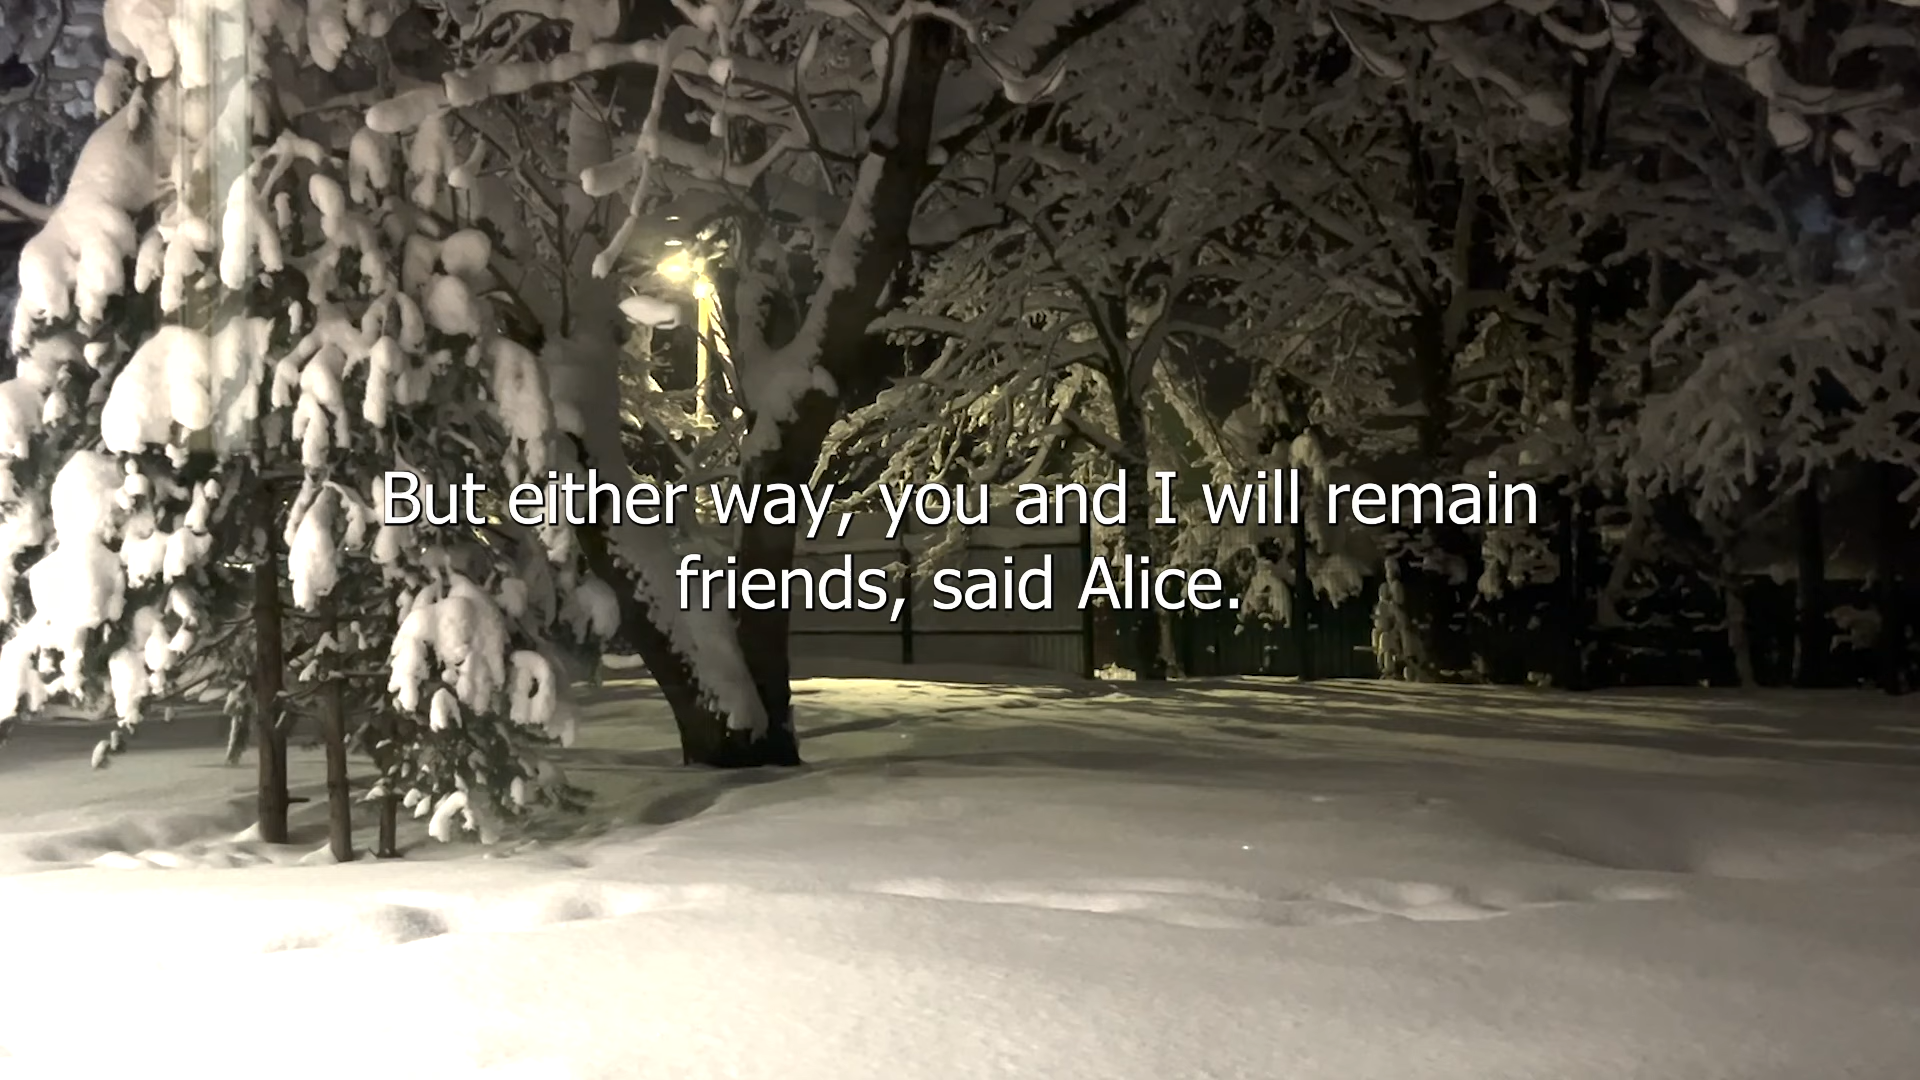 But either way, you and I will remain
friends, said Alice.